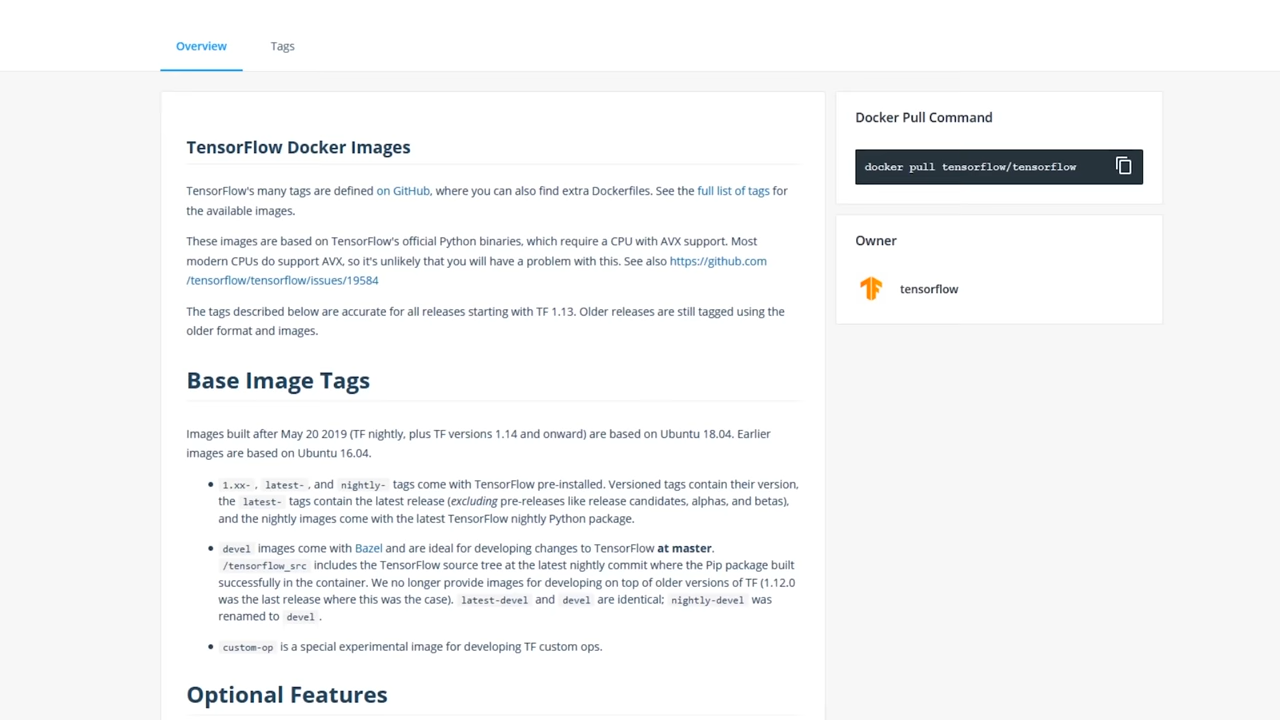 Overview
Tags
TensorFlow Docker Images
TensorFlow's many tags are defined on GitHub, where you can also find extra Dockerfiles. See the full list of tags for
the available images.
These images are based on TensorFlow's official Python binaries, which require a CPU with AVX support. Most
modern CPUs do support AVX, so it's unlikely that you will have a problem with this. See also https://github.com
/tensorflow/tensorflow/issues/19584
The tags described below are accurate for all releases starting with TF 1.13. Older releases are still tagged using the
older format and images.
Base Image Tags
Images built after May 20 2019 (TF nightly, plus TF versions 1.14 and onward) are based on Ubuntu 18.04. Earlier
images are based on Ubuntu 16.04.
• 1.xx-, latest-, and nightly- tags come with TensorFlow pre-installed. Versioned tags contain their version,
the latest- tags contain the latest release (excluding pre-releases like release candidates, alphas, and betas),
and the nightly images come with the latest TensorFlow nightly Python package.
• devel images come with Bazel and are ideal for developing changes to TensorFlow at master.
/tensorflow_src includes the TensorFlow source tree at the latest nightly commit where the Pip package built
successfully in the container. We no longer provide images for developing on top of older versions of TF (1.12.0
was the last release where this was the case). latest-devel and devel are identical; nightly-devel was
renamed to devel.
• custom-op is a special experimental image for developing TF custom ops.
Optional Features
Docker Pull Command
docker pull tensorflow/tensorflow
Owner
tensorflow